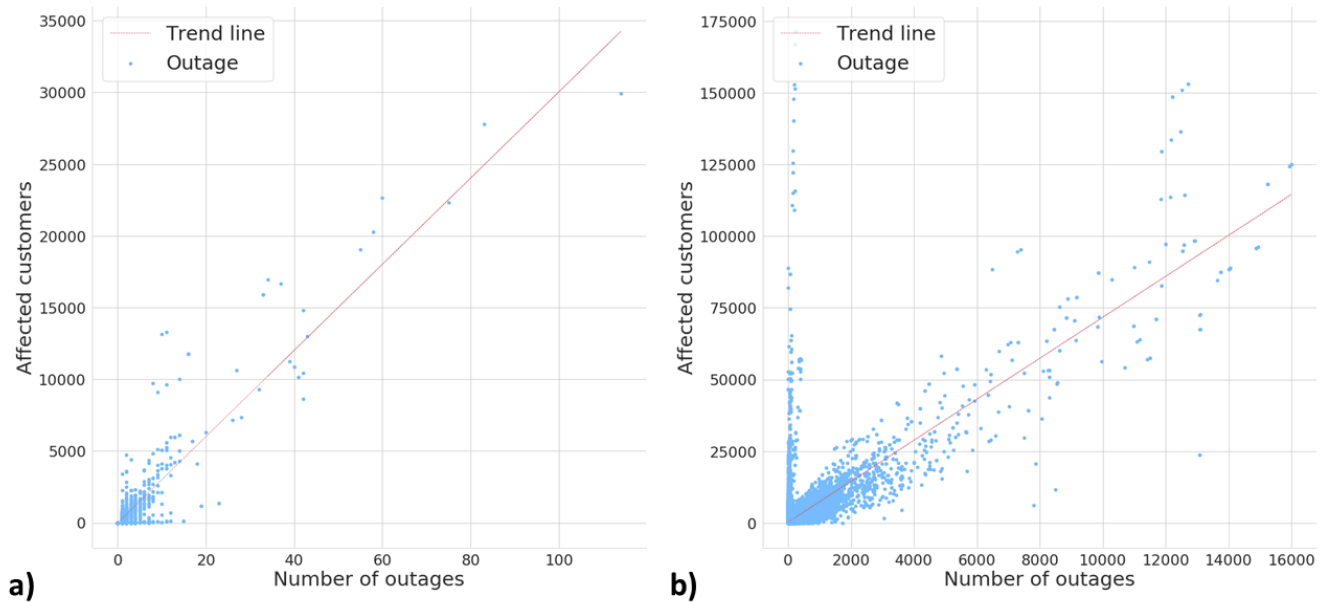 35000
30000
25000
20000
15000
10000
5000
0
Affected customers
Trend line
Outage
0 20 40 60 80 100
Number of outages
a)
175000
150000
125000
100000
75000
50000
25000
0
Affected customers
Trend line
Outage
0 2000 4000 6000 8000 10000 12000 14000 16000
Number of outages
b)